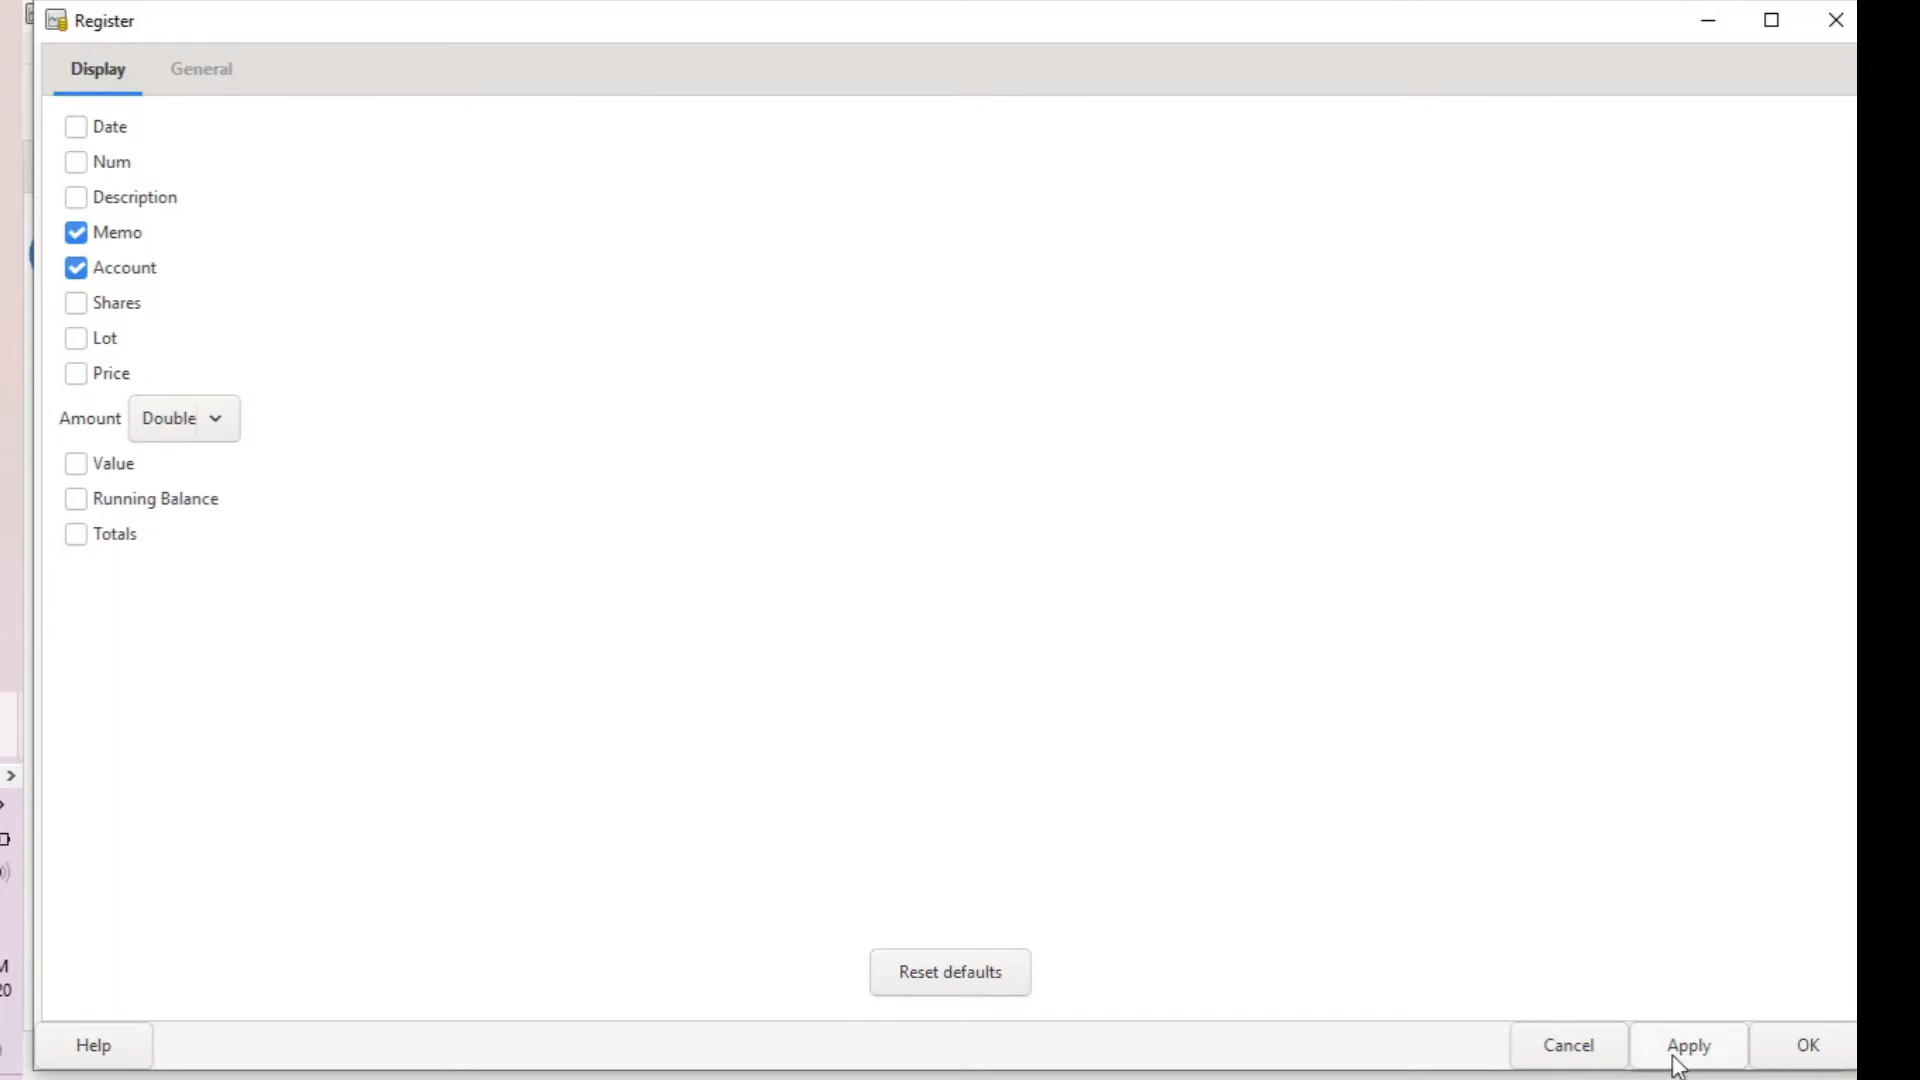 Register
Display General
Date
Num
Description
Memo
Account
Shares
Lot
Price
Amount Double
Value
Running Balance
Totals
M
20
Reset defaults
Help Cancel Apply OK